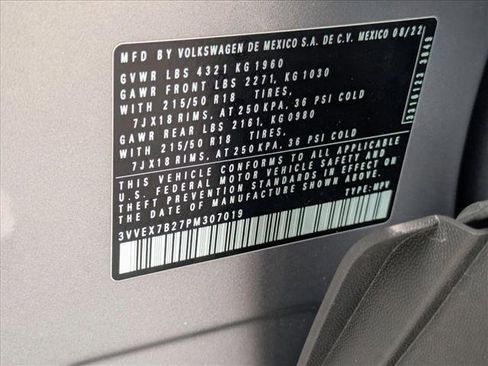 MFD BY VOLKSWAGEN DE MEXICO S.A. DE C.V. MEXICO 08/22
GVWR LBS 4321 KG 1960
GAWR FRONT LBS 2271, KG 1030
WITH 215/50 R18 TIRES,
7JX18 RIMS, AT 250 KPA, 36 PSI COLD
GAWR REAR LBS 2161, KG 0980
WITH 215/50 R18 TIRES,
7JX18 RIMS, AT 250 KPA, 36 PSI COLD
THIS VEHICLE CONFORMS TO ALL APPLICABLE
U.S. FEDERAL MOTOR VEHICLE SAFETY AND
THEFT PREVENTION STANDARDS IN EFFECT ON
THE DATE OF MANUFACTURE SHOWN ABOVE.
3VVEX7B27PM307019 TYPE: MPV